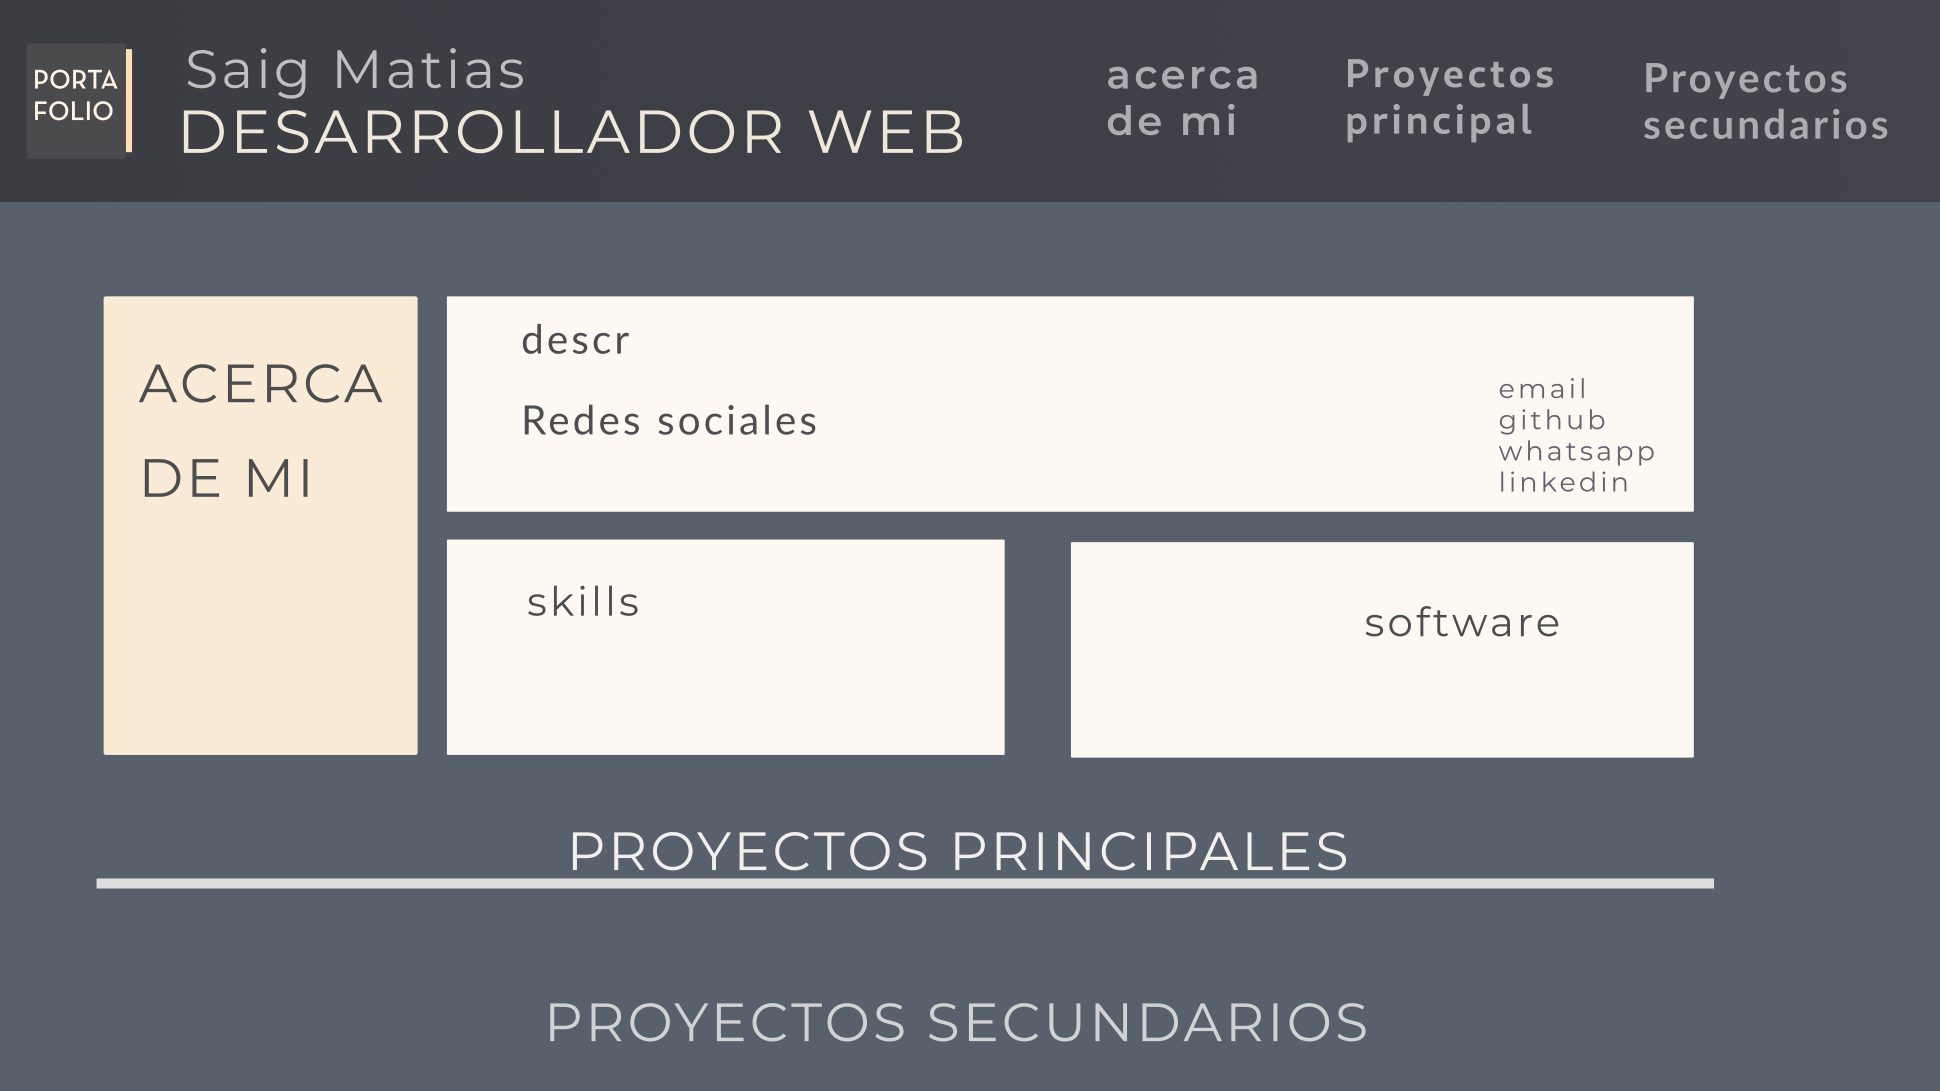 PORTA
FOLIO
Saig Matias
DESARROLLADOR WEB
acerca
de mi
Proyectos
principal
Proyectos
secundarios
ACERCA
DE MI
descr
Redes sociales
email
github
whatsapp
linkedin
skills
software
PROYECTOS PRINCIPALES
PROYECTOS SECUNDARIOS